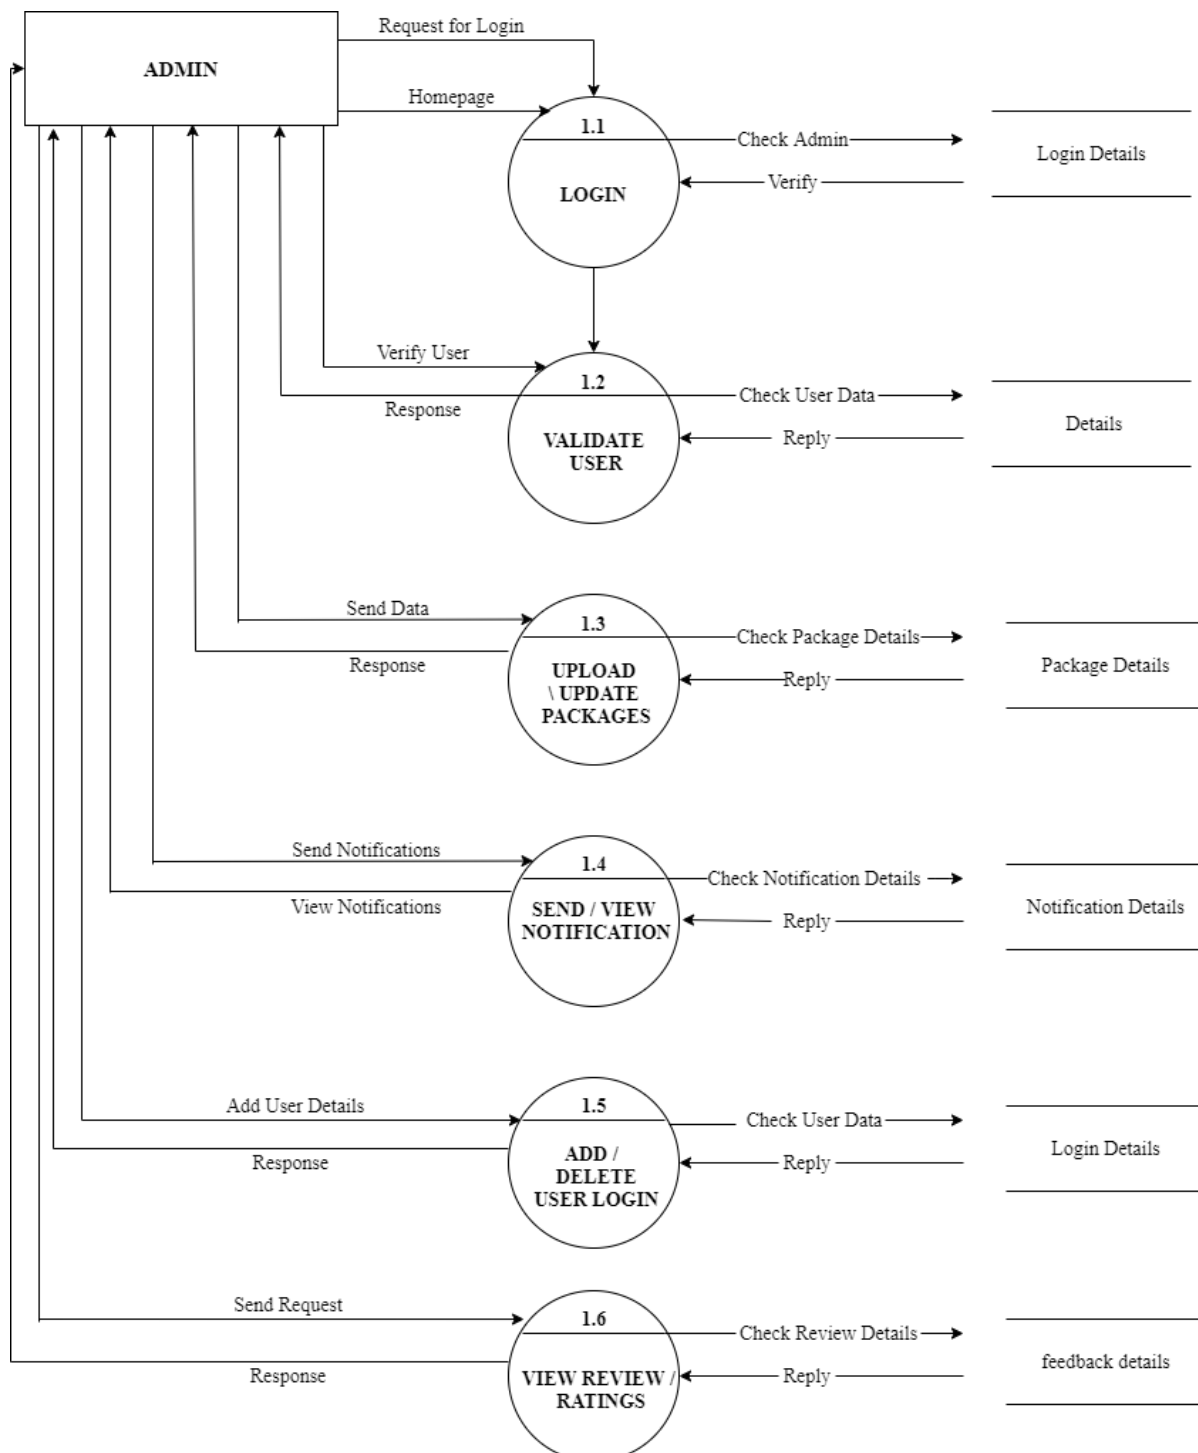 Request for Login
ADMIN
Homepage
1.1
Check Admin
Login Details
Verify
LOGIN
Verify User
1.2
Check User Data
Response
Details
VALIDATE
USER
Reply
Send Data
1.3
Check Package Details
Response
Package Details
UPLOAD
\ UPDATE
PACKAGES
Reply
Send Notifications
1.4
Check Notification Details
View Notifications
Notification Details
SEND / VIEW
NOTIFICATION
Reply
Add User Details
1.5
Check User Data
Login Details
Response
ADD /
DELETE
USER LOGIN
Reply
Send Request
1.6
Check Review Details
feedback details
Response
VIEW REVIEW /
RATINGS
Reply